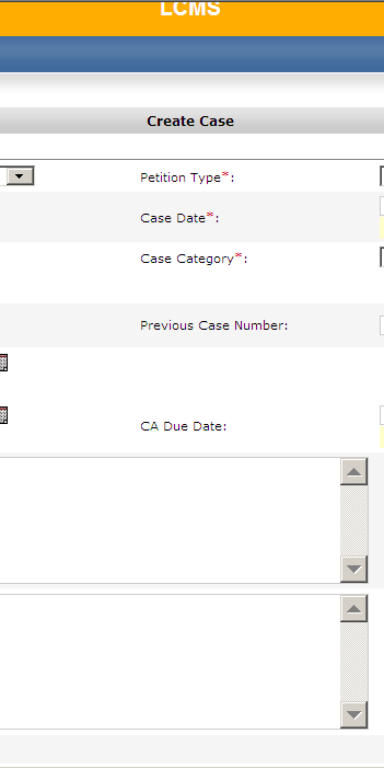 LCMS
Create Case
Petition Type*:
Case Date*:
Case Category*:
Previous Case Number:
CA Due Date: